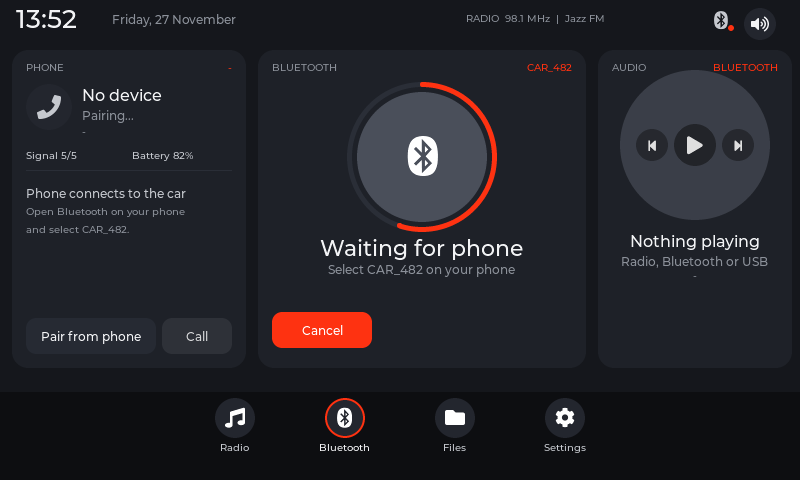 13:52
Friday, 27 November
RADIO 98.1 MHz | Jazz FM
PHONE
-
No device
Pairing...
-
Signal 5/5
Battery 82%
Phone connects to the car
Open Bluetooth on your phone
and select CAR_482.
Pair from phone
Call
BLUETOOTH
CAR_482
Waiting for phone
Select CAR_482 on your phone
Cancel
AUDIO
BLUETOOTH
Nothing playing
Radio, Bluetooth or USB
-
Radio
Bluetooth
Files
Settings